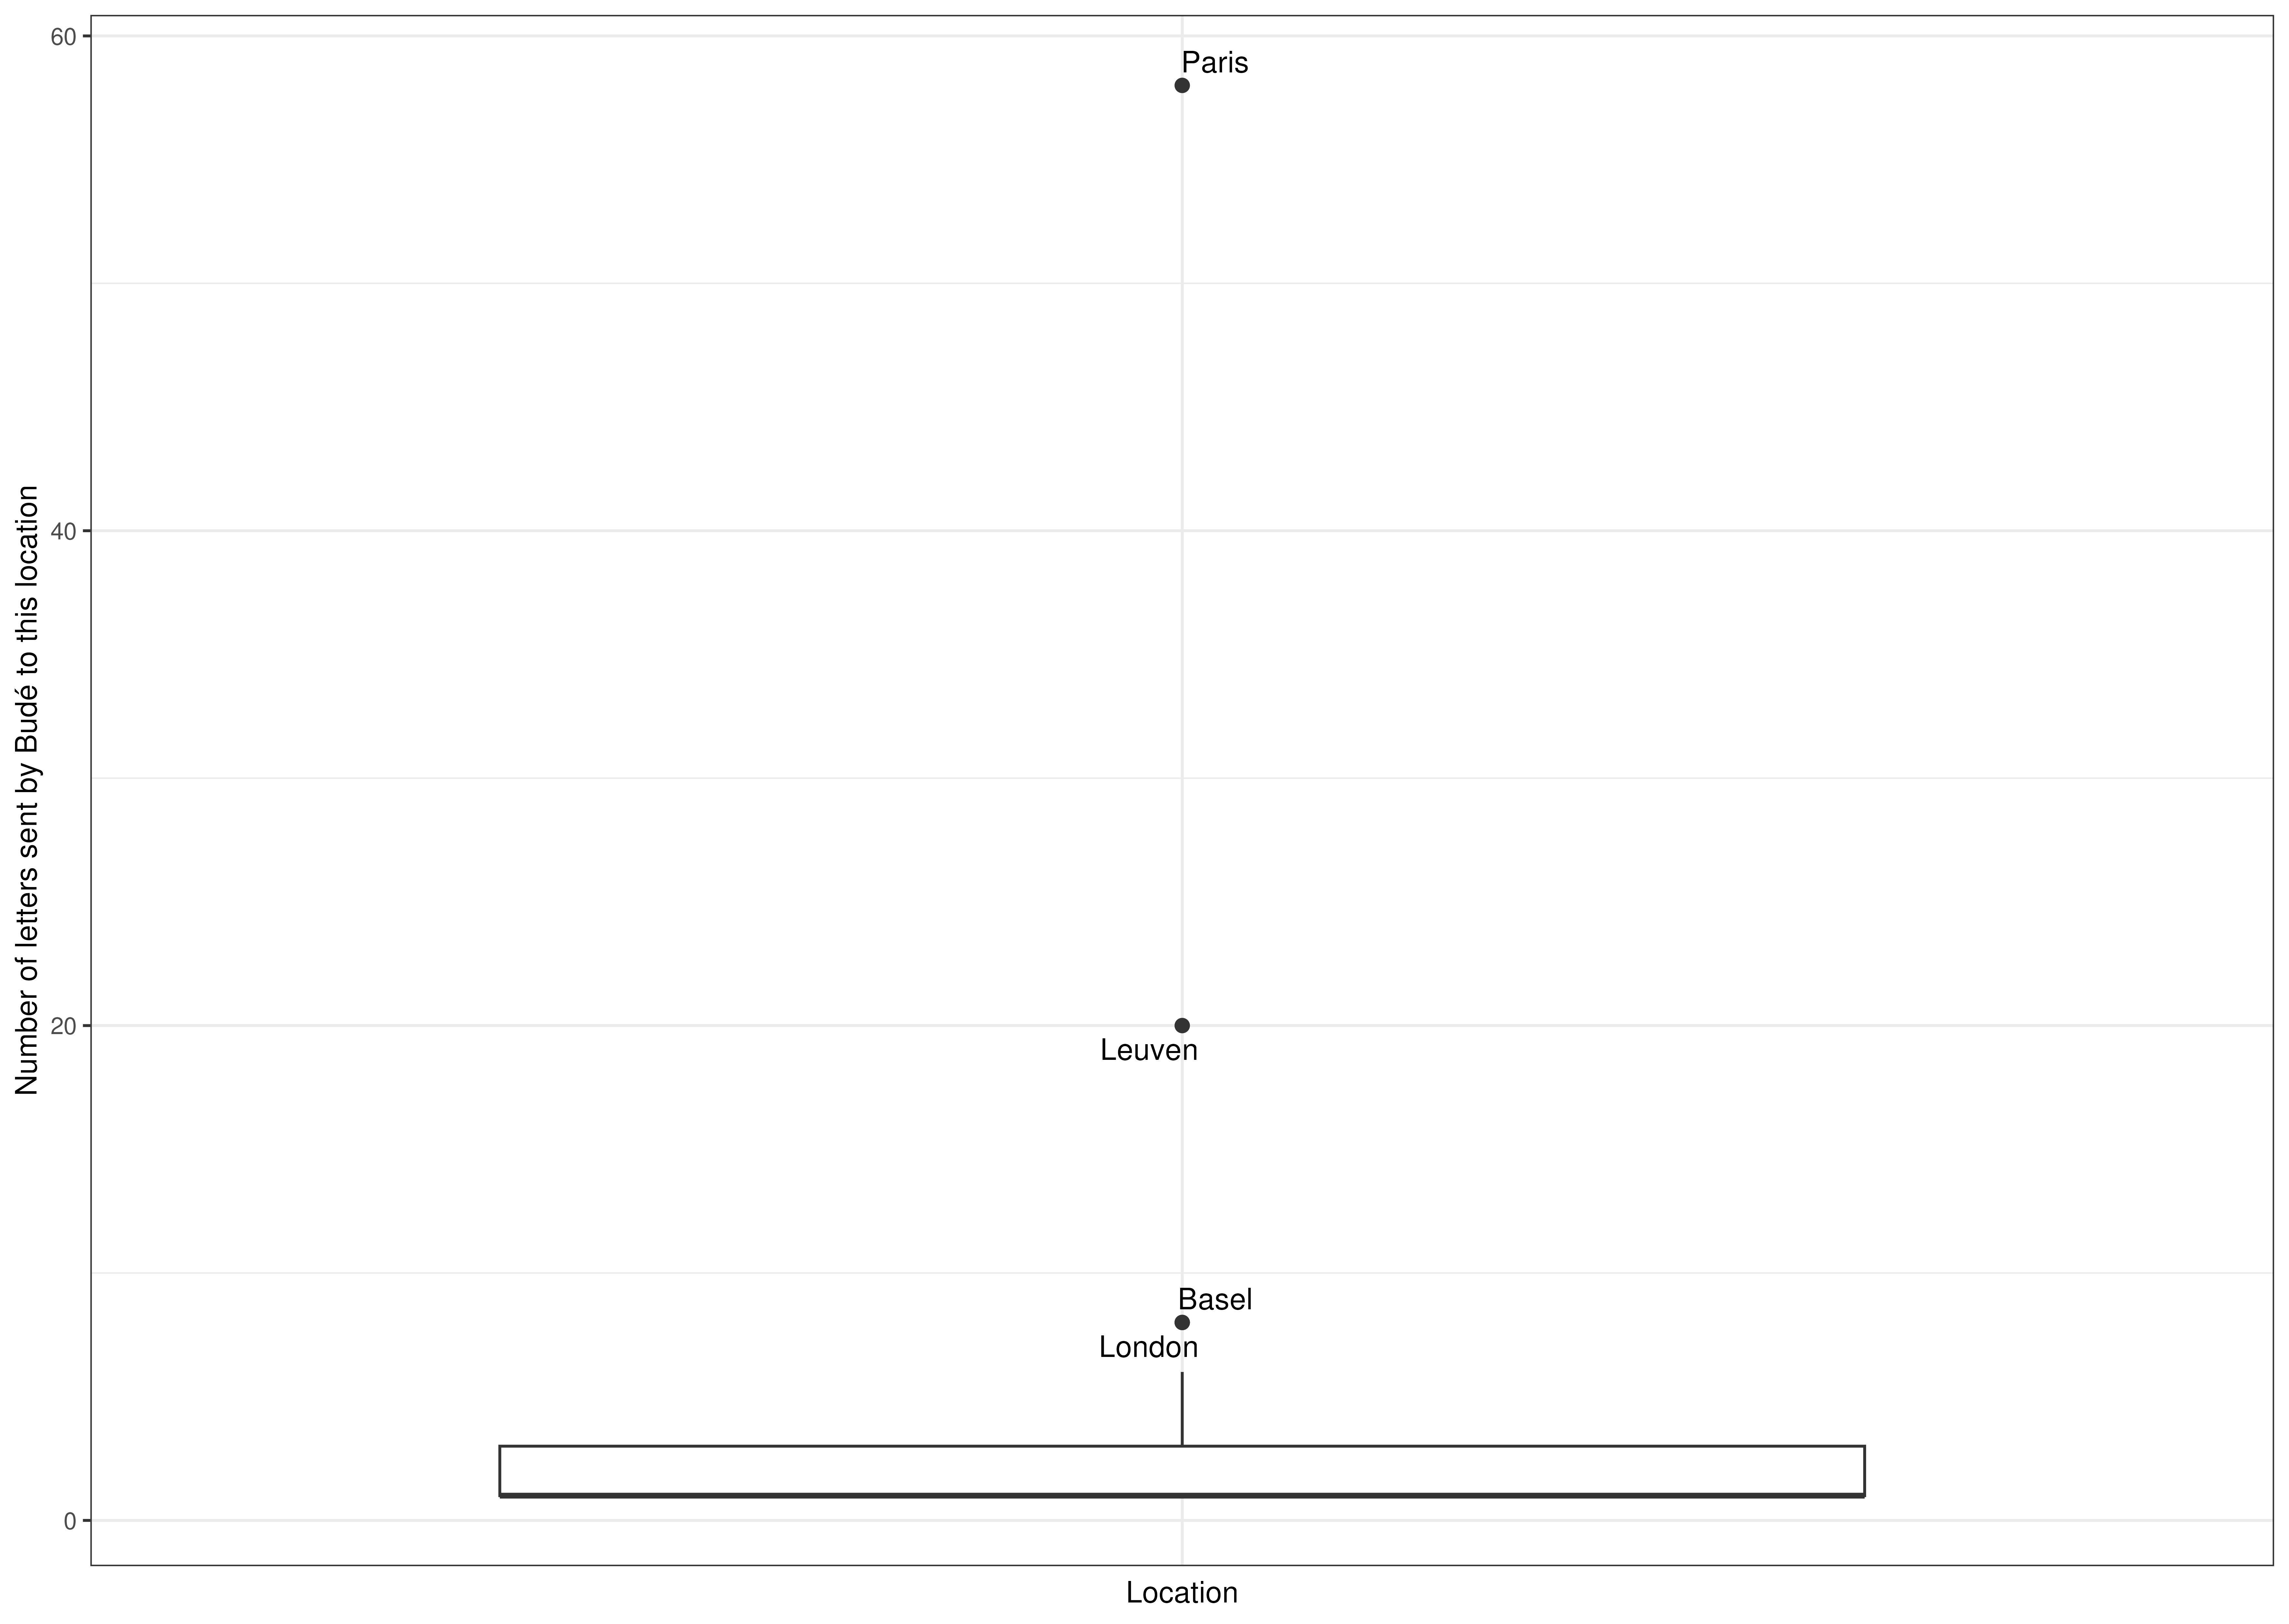 60
Paris
40
Number of letters sent by Budé to this location
20
Leuven
Basel
London
0
Location